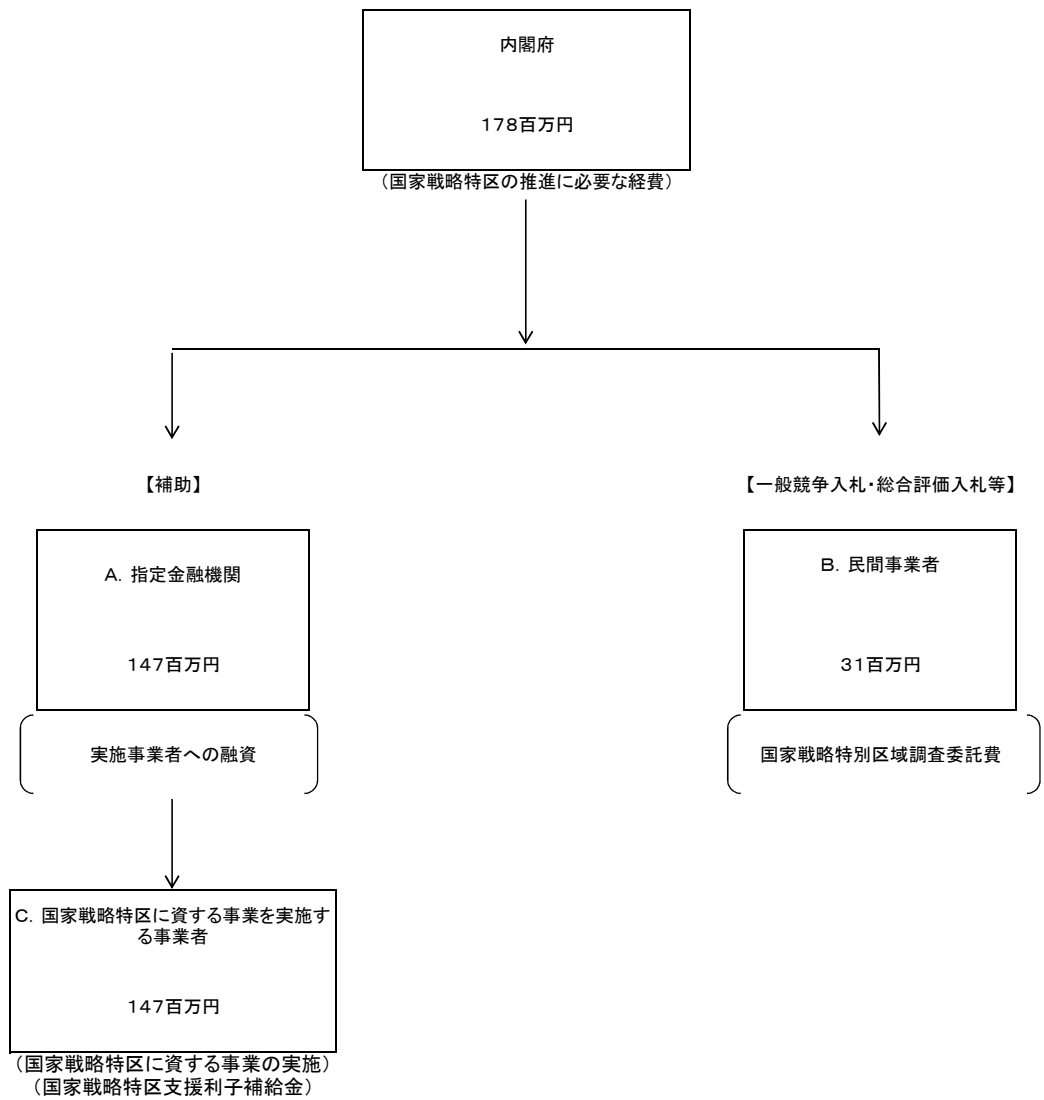 内閣府
178百万円
（国家戦略特区の推進に必要な経費）
【補助】
【一般競争入札・総合評価入札等】
A．指定金融機関
147百万円
B．民間事業者
31百万円
実施事業者への融資
国家戦略特別区域調査委託費
C．国家戦略特区に資する事業を実施す
る事業者
147百万円
（国家戦略特区に資する事業の実施）
（国家戦略特区支援利子補給金）